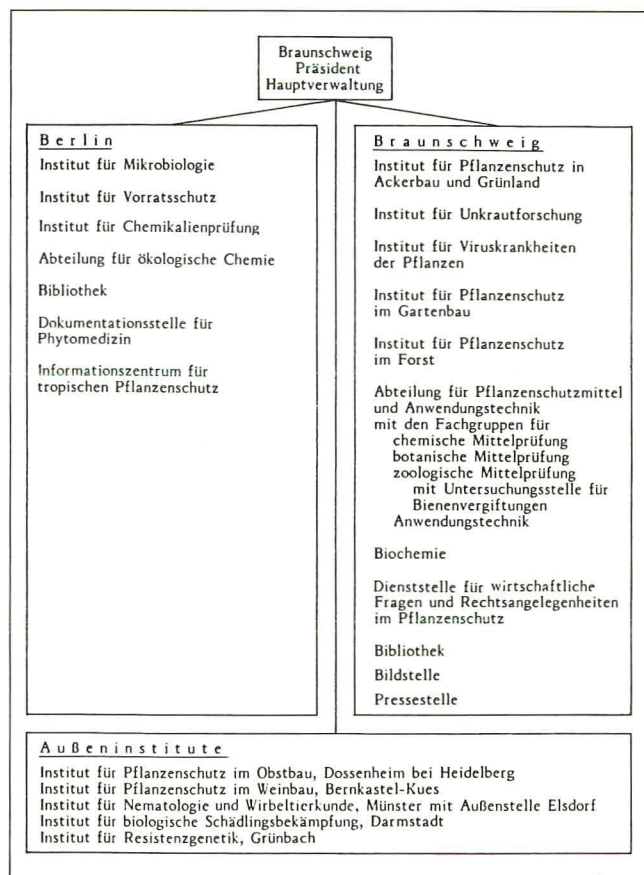 Braunschweig
Präsident
Hauptverwaltung
Berlin
Institut für Mikrobiologie
Institut für Vorratsschutz
Institut für Chemikalienprüfung
Abteilung für ökologische Chemie
Bibliothek
Dokumentationsstelle für
Phytomedizin
Informationszentrum für
tropischen Pflanzenschutz
Braunschweig
Institut für Pflanzenschutz in
Ackerbau und Grünland
Institut für Unkrautforschung
Institut für Viruskrankheiten
der Pflanzen
Institut für Pflanzenschutz
im Gartenbau
Institut für Pflanzenschutz
im Forst
Abteilung für Pflanzenschutzmittel
und Anwendungstechnik
mit den Fachgruppen für
chemische Mittelprüfung
botanische Mittelprüfung
zoologische Mittelprüfung
mit Untersuchungsstelle für
Bienenvergiftungen
Anwendungstechnik
Biochemie
Dienststelle für wirtschaftliche
Fragen und Rechtsangelegenheiten
im Pflanzenschutz
Bibliothek
Bildstelle
Pressestelle
Außeninstitute
Institut für Pflanzenschutz im Obstbau, Dossenheim bei Heidelberg
Institut für Pflanzenschutz im Weinbau, Bernkastel-Kues
Institut für Nematologie und Wirbeltierkunde, Münster mit Außenstelle Elsdorf
Institut für biologische Schädlingsbekämpfung, Darmstadt
Institut für Resistenzgenetik, Grünbach